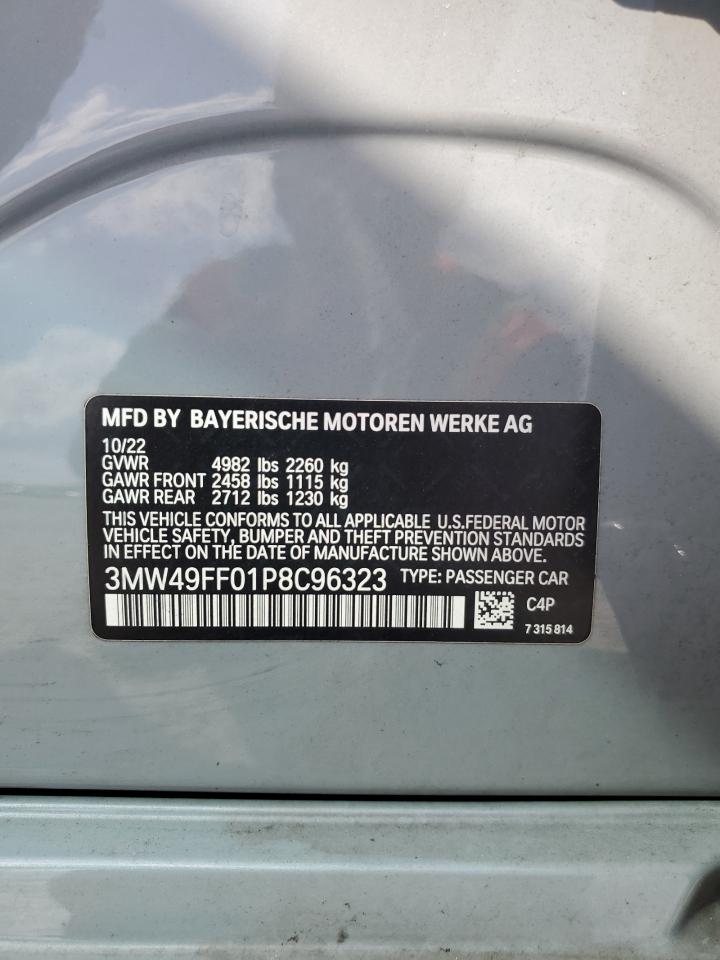 MFD BY BAYERISCHE MOTOREN WERKE AG
10/22
GVWR 4982 lbs 2260 kg
GAWR FRONT 2458 lbs 1115 kg
GAWR REAR 2712 lbs 1230 kg
THIS VEHICLE CONFORMS TO ALL APPLICABLE U.S.FEDERAL MOTOR
VEHICLE SAFETY, BUMPER AND THEFT PREVENTION STANDARDS
IN EFFECT ON THE DATE OF MANUFACTURE SHOWN ABOVE.
3MW49FF01P8C96323 TYPE: PASSENGER CAR
C4P
7 315 814